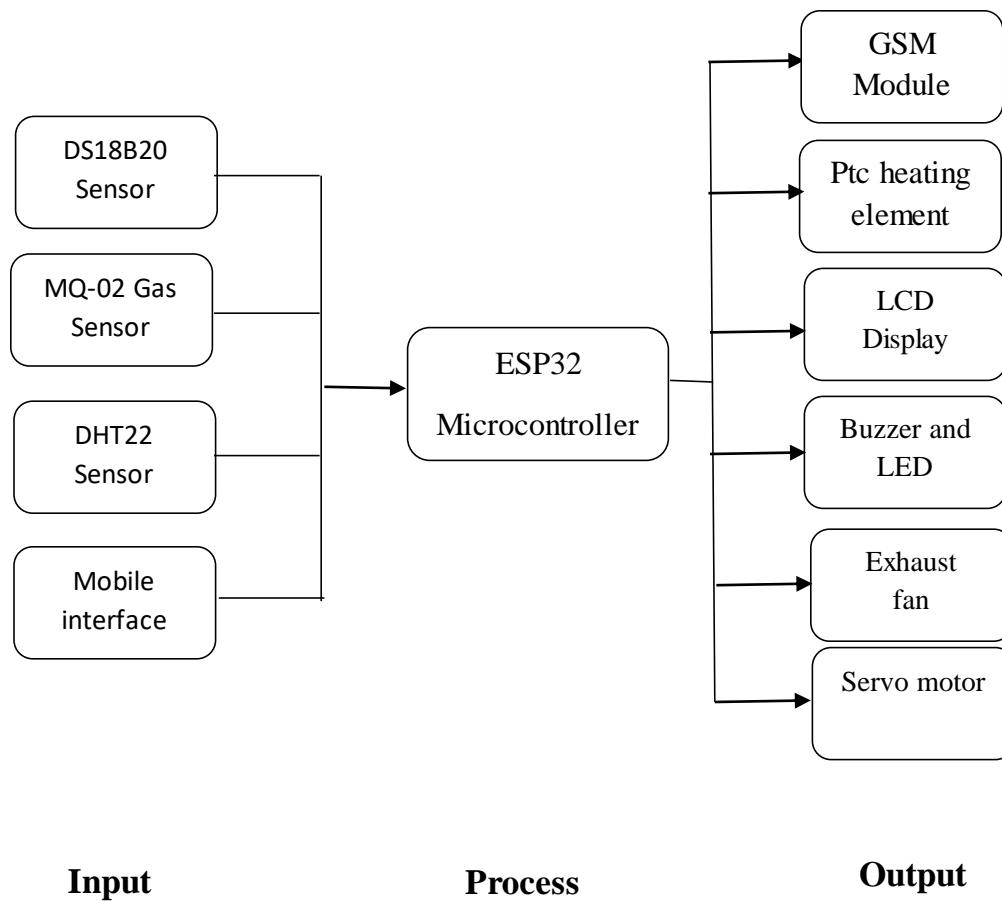 DS18B20
Sensor
MQ-02 Gas
Sensor
DHT22
Sensor
Mobile
interface
ESP32
Microcontroller
GSM
Module
Ptc heating
element
LCD
Display
Buzzer and
LED
Exhaust
fan
Servo motor
Input
Process
Output